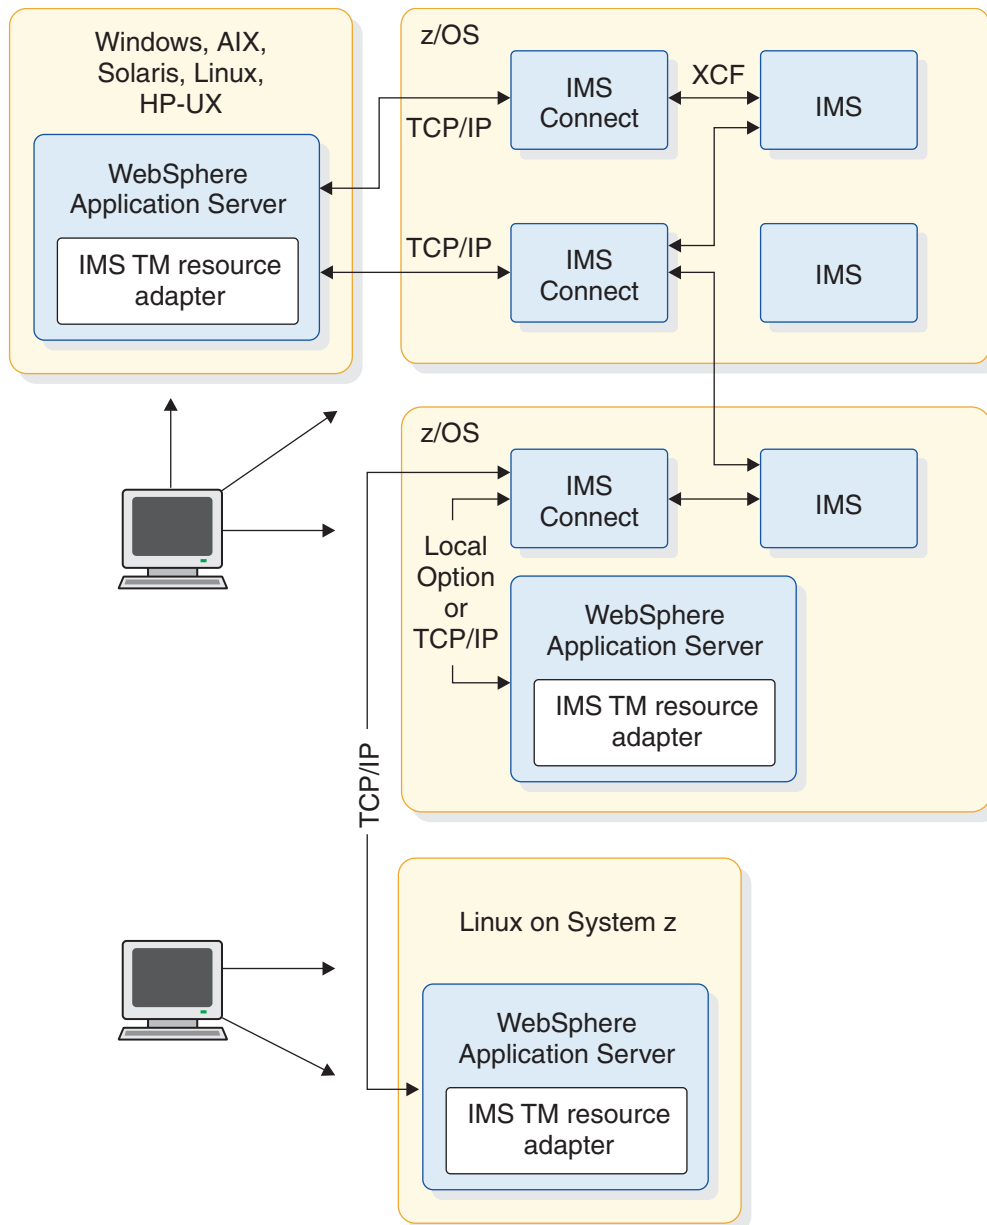 Windows, AIX,
Solaris, Linux,
HP-UX
WebSphere
Application Server
IMS TM resource
adapter
z/OS
TCP/IP
IMS
Connect
XCF
IMS
TCP/IP
IMS
Connect
IMS
z/OS
IMS
Connect
IMS
Local
Option
or
TCP/IP
WebSphere
Application Server
IMS TM resource
adapter
TCP/IP
Linux on System z
WebSphere
Application Server
IMS TM resource
adapter